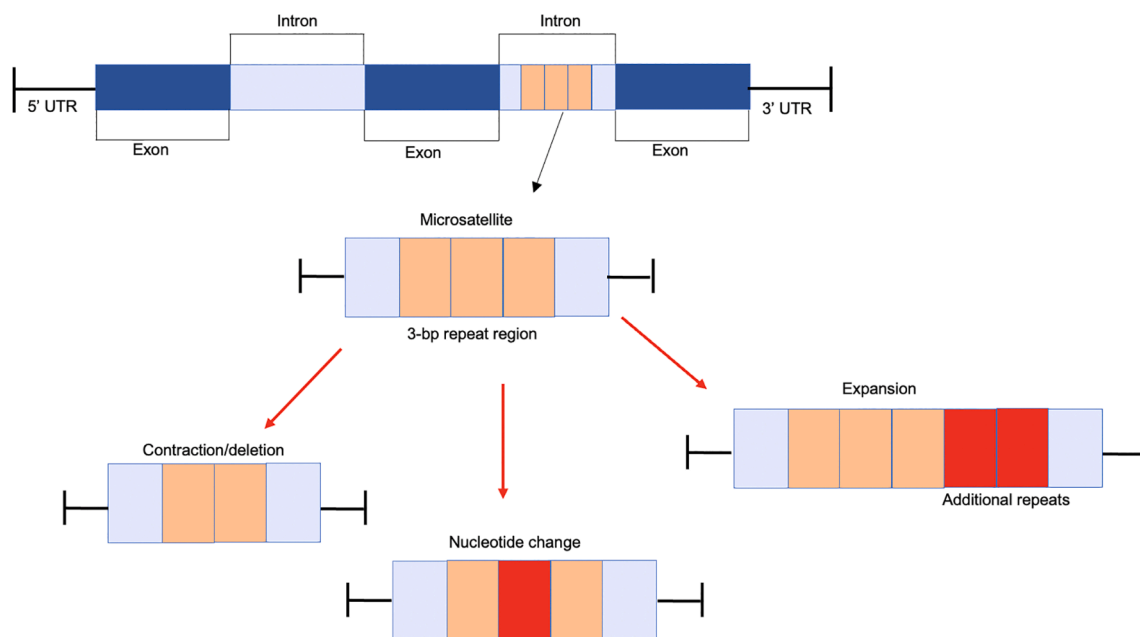 Intron
Intron
5' UTR
3' UTR
Exon
Exon
Exon
Microsatellite
3-bp repeat region
Expansion
Contraction/deletion
Additional repeats
Nucleotide change